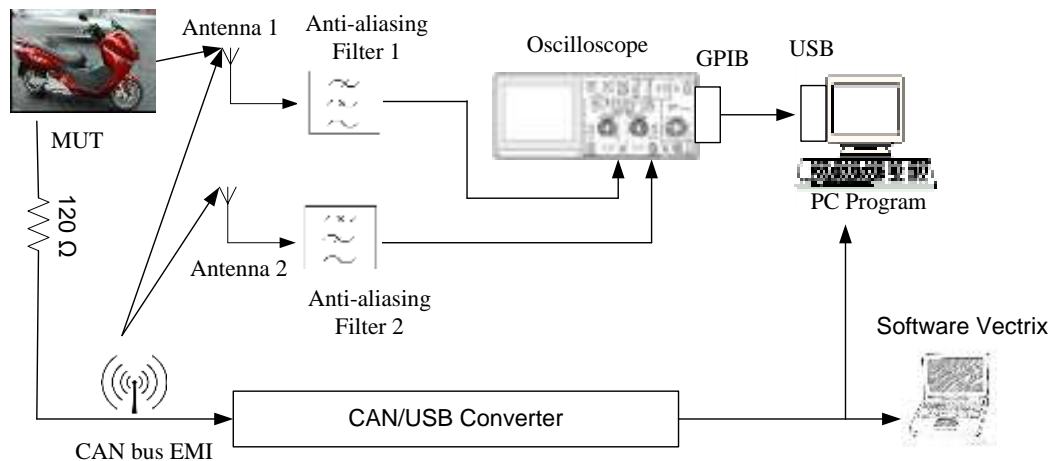 Antenna 1
Anti-aliasing
Filter 1
Oscilloscope
GPIB
USB
MUT
120 Ω
PC Program
Antenna 2
Anti-aliasing
Filter 2
Software Vectrix
CAN/USB Converter
CAN bus EMI